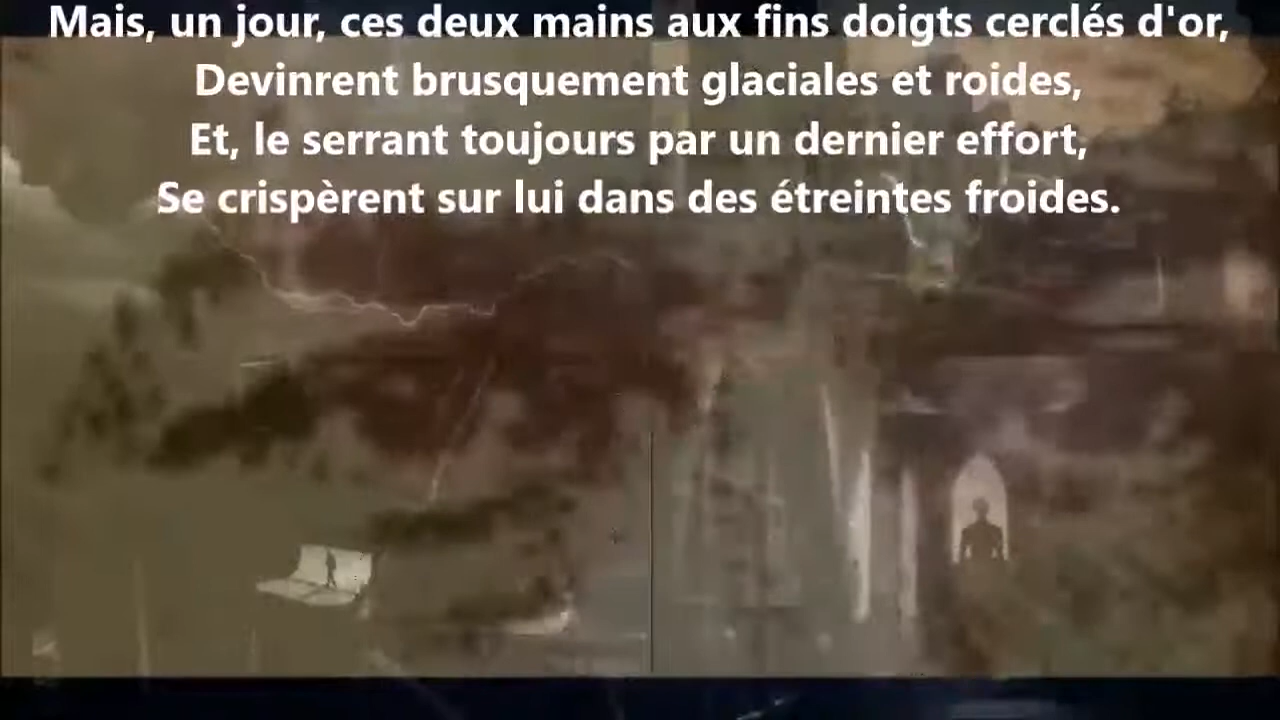 Mais, un jour, ces deux mains aux fins doigts cerclés d'or,
Devinrent brusquement glaciales et roides,
Et, le serrant toujours par un dernier effort,
Se crispèrent sur lui dans des étreintes froides.